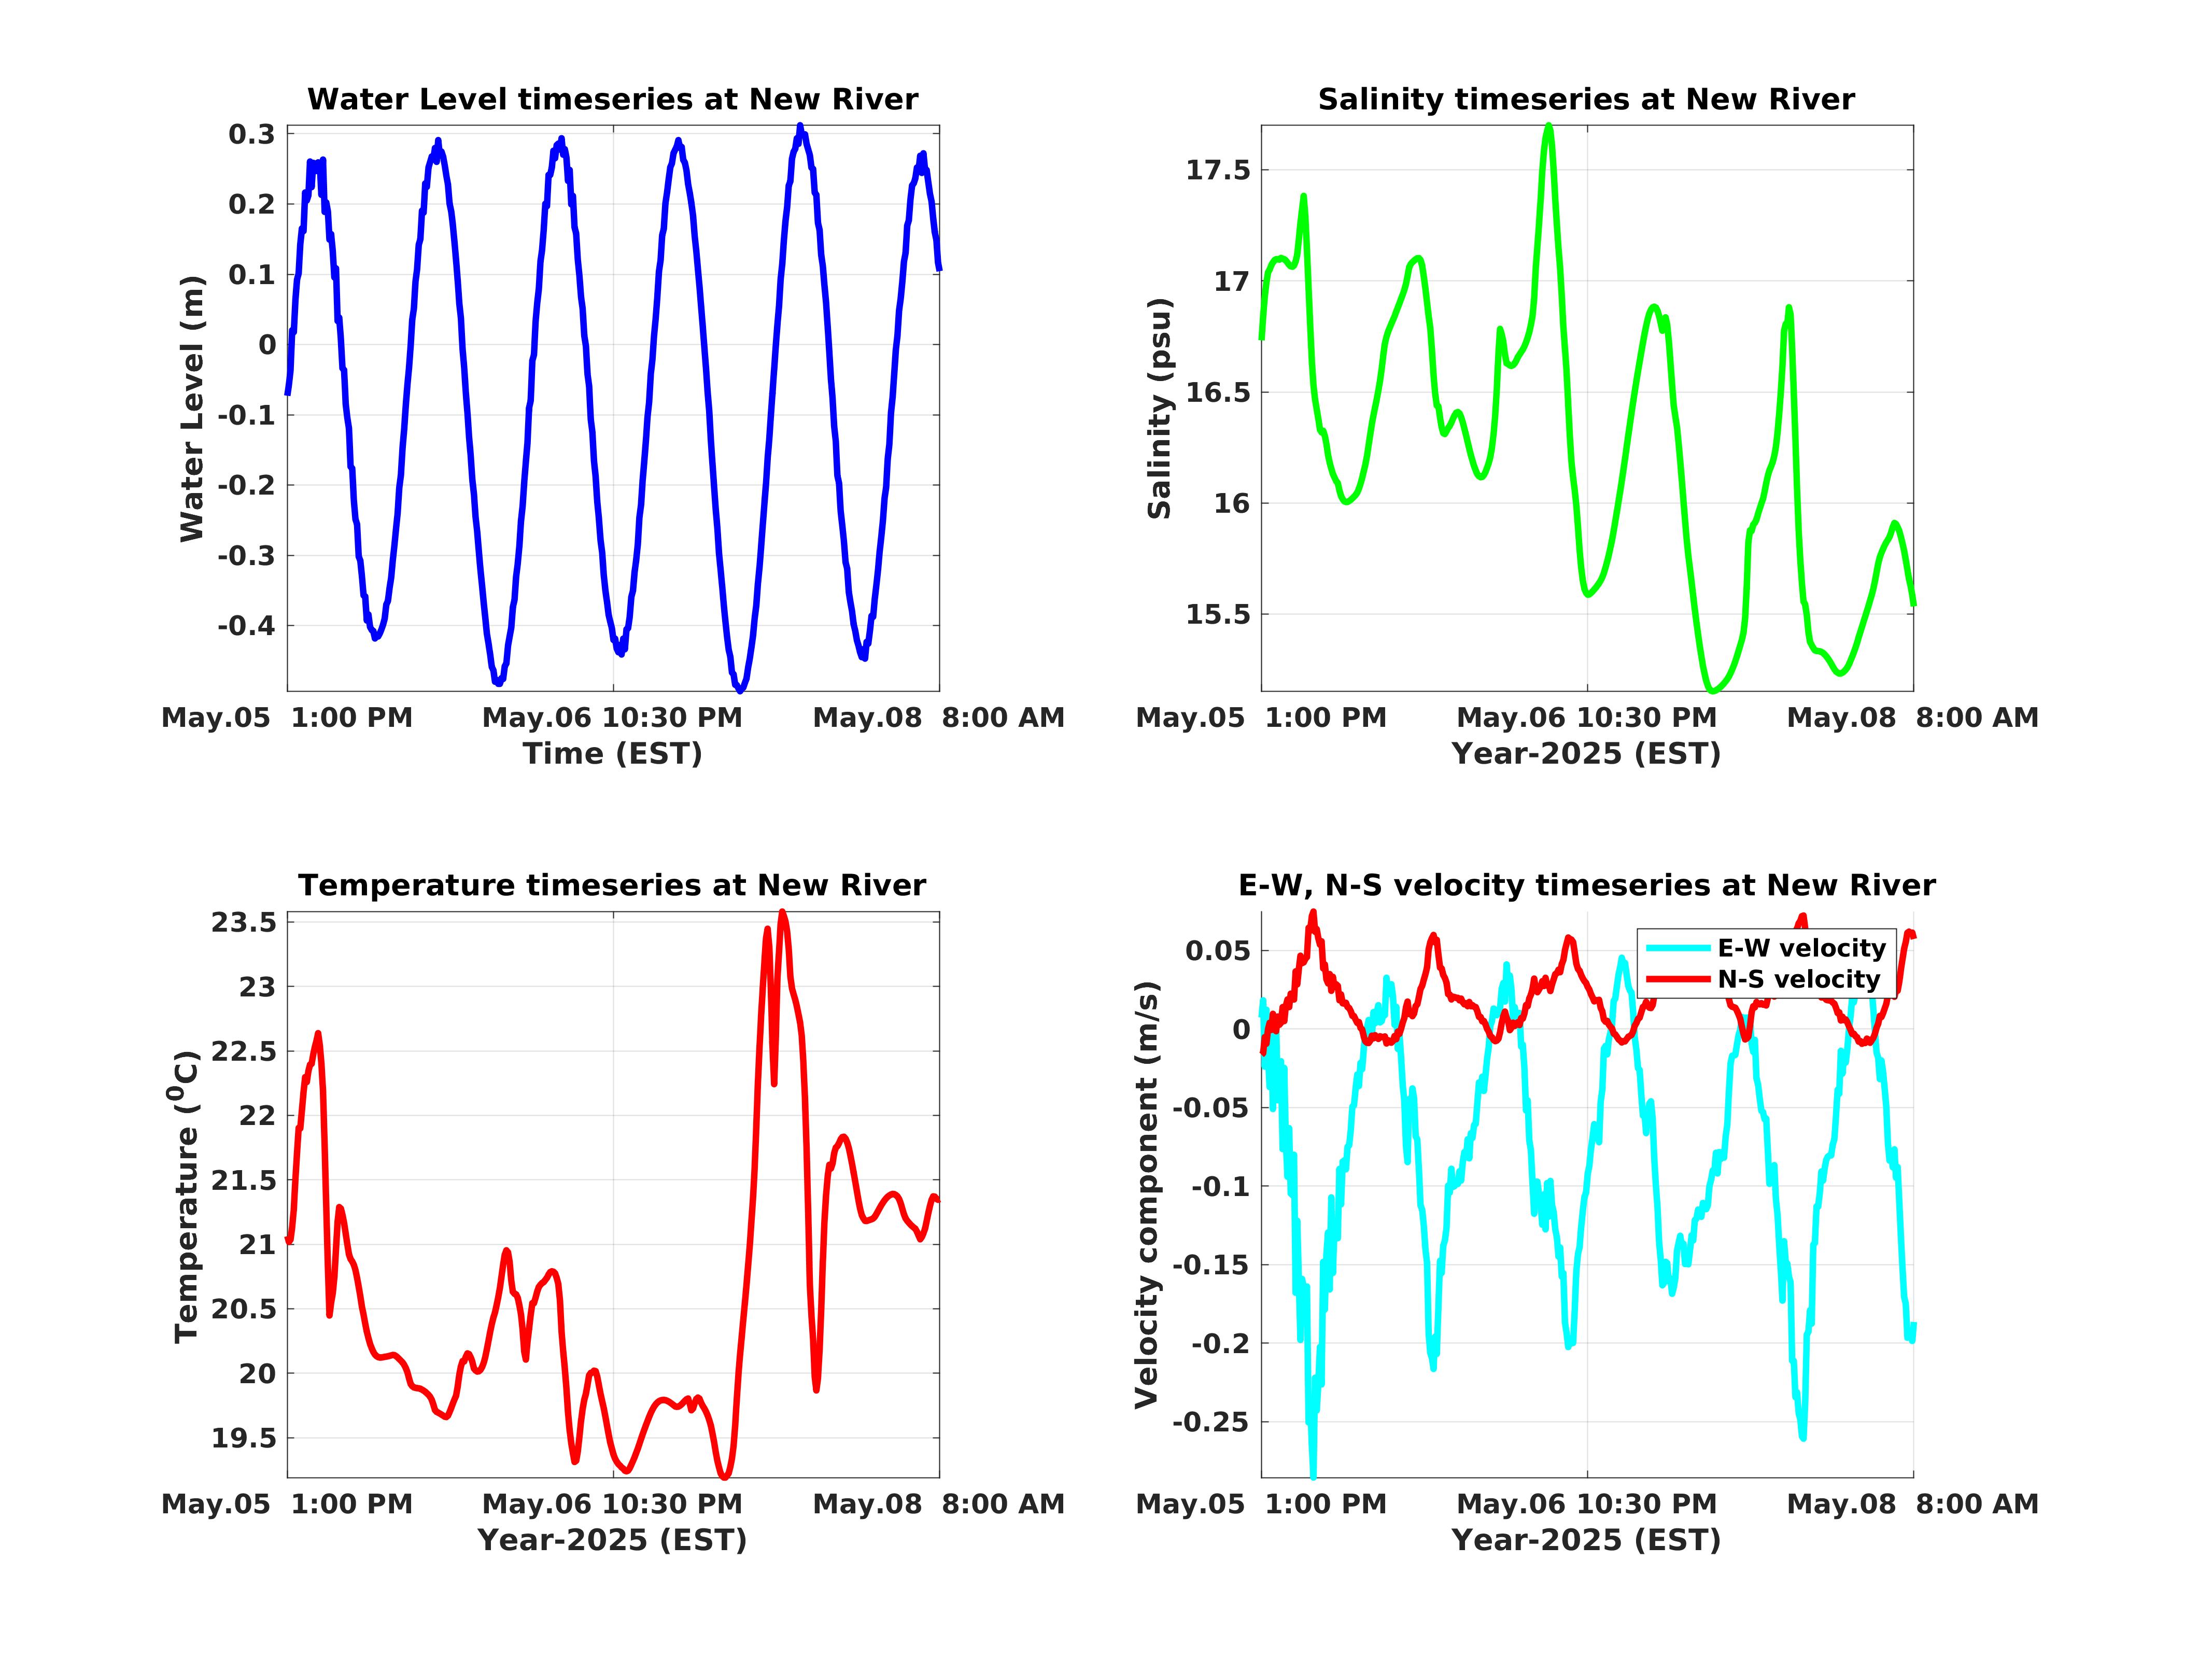 Water Level timeseries at New River
Water Level (m)
0.3
0.2
0.1
0
-0.1
-0.2
-0.3
-0.4
May.05 1:00 PM
May.06 10:30 PM
May.08 8:00 AM
Time (EST)
Salinity timeseries at New River
Salinity (psu)
17.5
17
16.5
16
15.5
May.05 1:00 PM
May.06 10:30 PM
May.08 8:00 AM
Year-2025 (EST)
Temperature timeseries at New River
Temperature (⁰C)
23.5
23
22.5
22
21.5
21
20.5
20
19.5
May.05 1:00 PM
May.06 10:30 PM
May.08 8:00 AM
Year-2025 (EST)
E-W, N-S velocity timeseries at New River
Velocity component (m/s)
0.05
0
-0.05
-0.1
-0.15
-0.2
-0.25
E-W velocity
N-S velocity
May.05 1:00 PM
May.06 10:30 PM
May.08 8:00 AM
Year-2025 (EST)